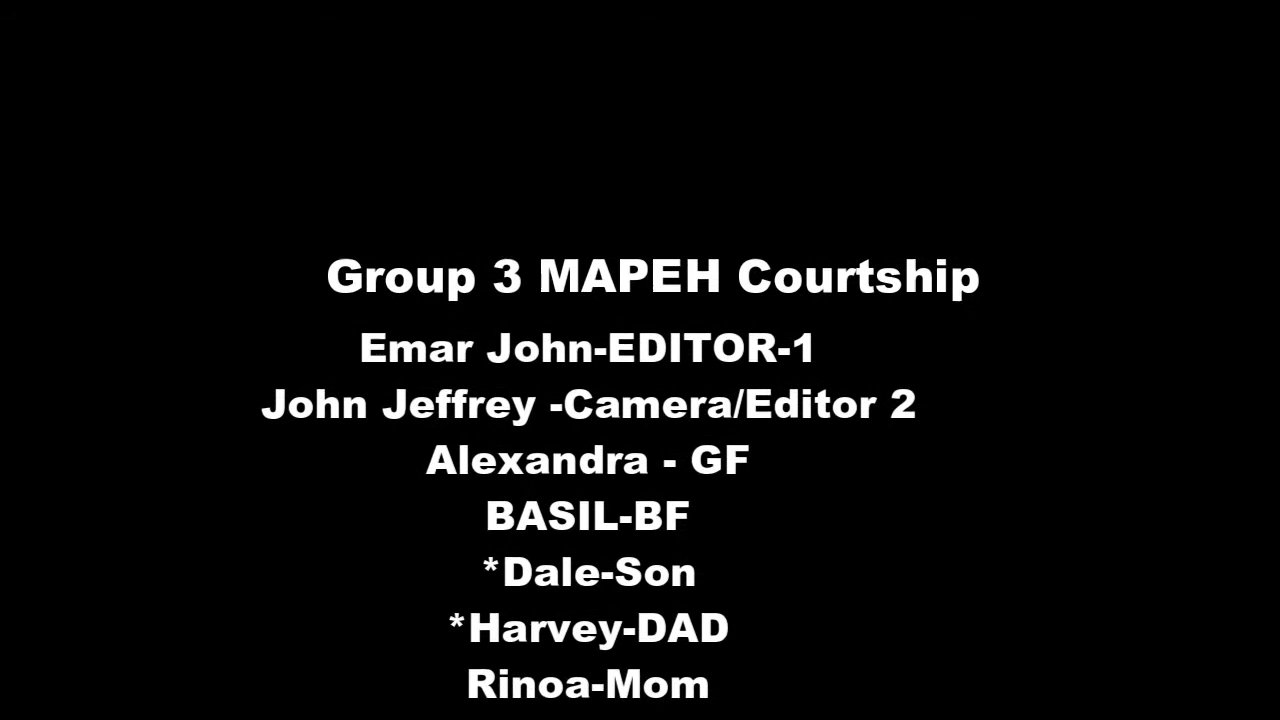 Group 3 MAPEH Courtship
Emar John-EDITOR-1
John Jeffrey -Camera/Editor 2
Alexandra - GF
BASIL-BF
*Dale-Son
*Harvey-DAD
Rinoa-Mom